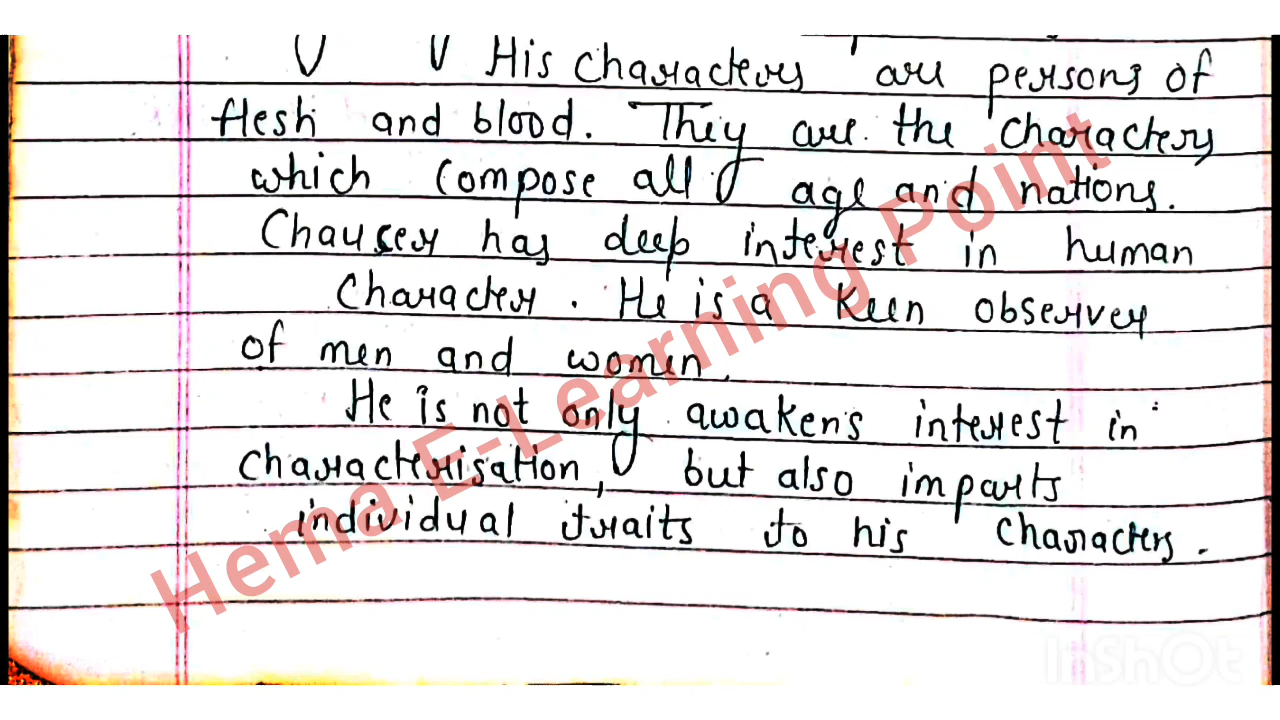 His Characters are persons of
flesh and blood. They are the Characters
which compose all age and nations.
Chaucer has deep interest in human
Character. He is a Keen observer
of men and women.
He is not only awakens interest in
characterisation, but also imparts
individual traits to his Characters.
Hema E-Learning Point
InShOt